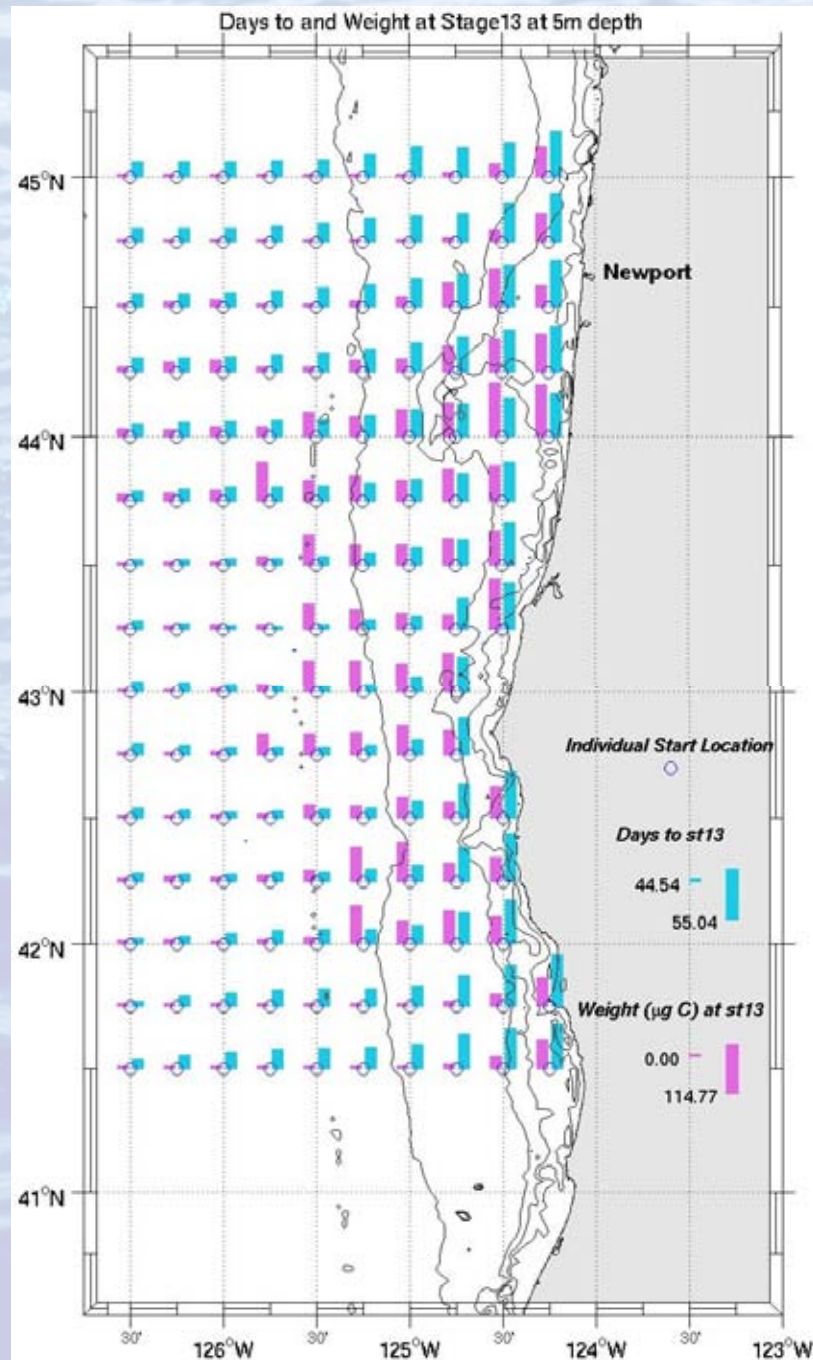 Days to and Weight at Stage13 at 5m depth
45°N
Newport
44°N
43°N
Individual Start Location
Days to st13
44.54
55.04
42°N
Weight (µg C) at st13
0.00
114.77
41°N
30' 126°W 30' 125°W 30' 124°W 30' 123°W